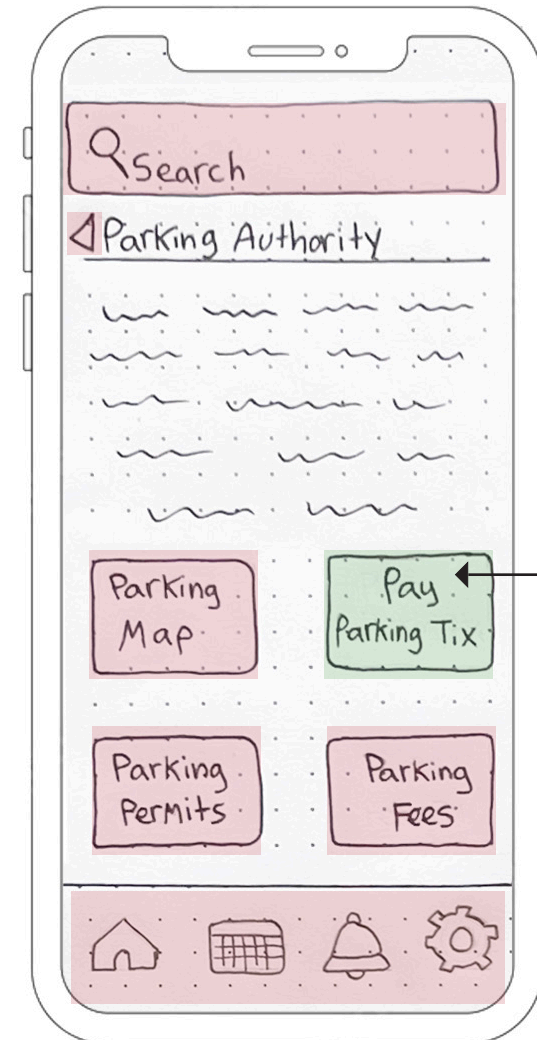 Search
Parking Authority
Parking
Map
Pay
Parking Tix
Parking
Permits
Parking
Fees